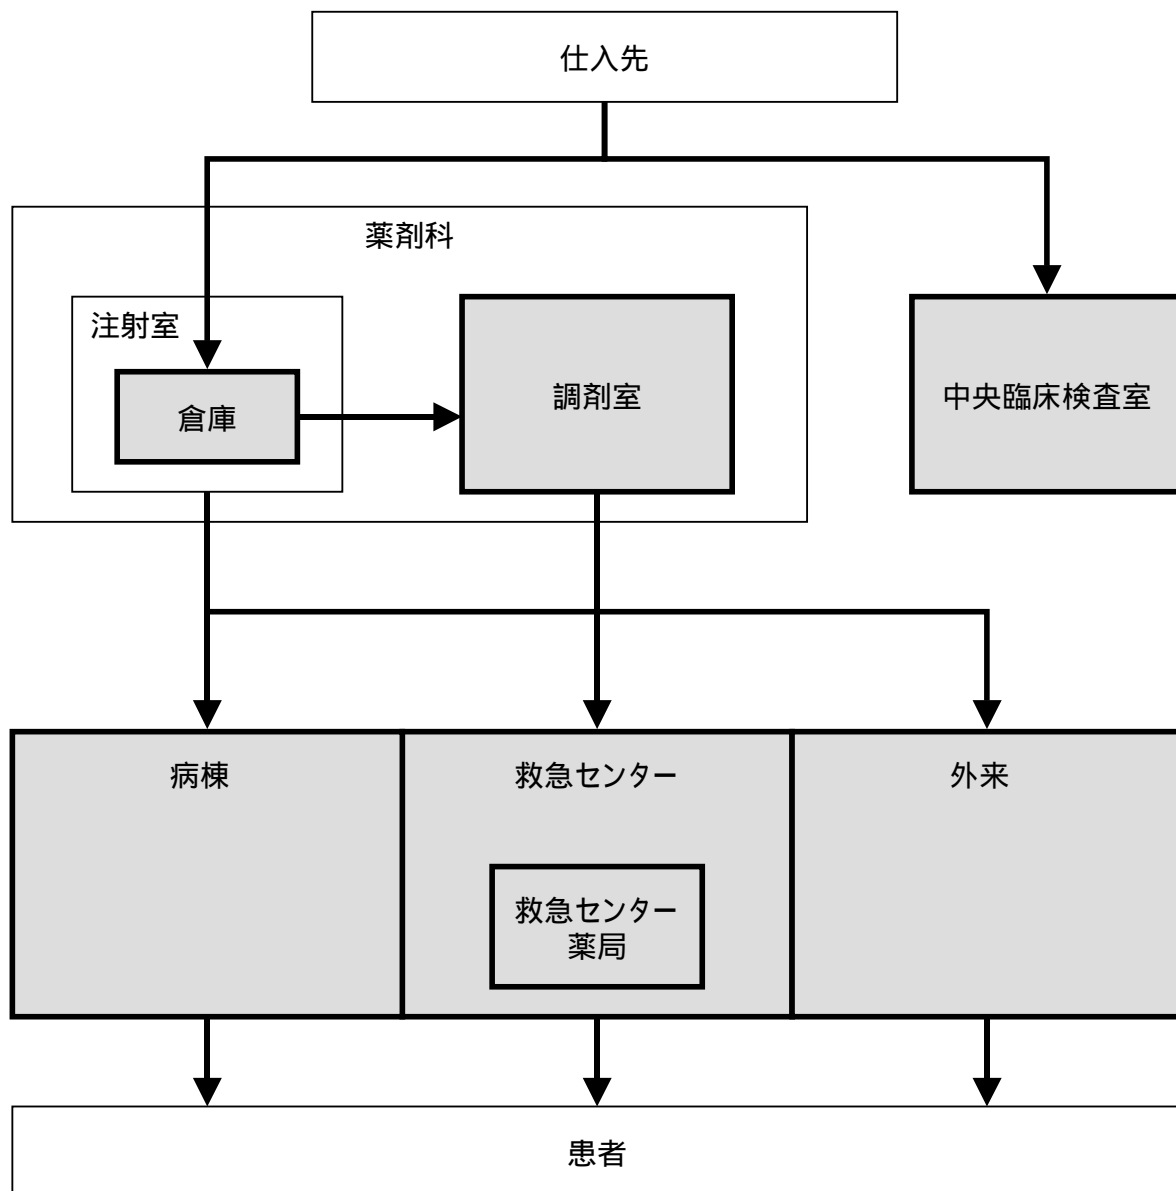 仕入先
薬剤科
注射室
倉庫
調剤室
中央臨床検査室
病棟
救急センター
外来
救急センター
薬局
患者